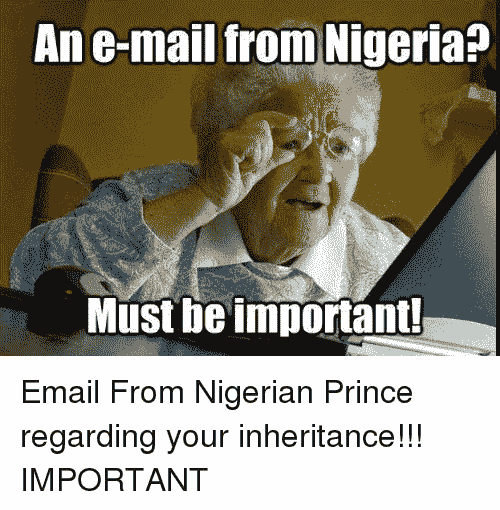 An e-mail from Nigeria?
Must be important!
Email From Nigerian Prince
regarding your inheritance!!!
IMPORTANT